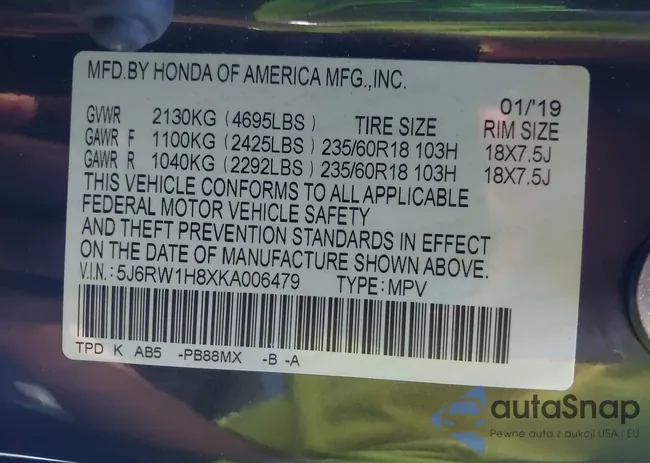 MFD.BY HONDA OF AMERICA MFG.,INC.
01/'19
GVWR 2130KG (4695LBS) TIRE SIZE RIM SIZE
GAWR F 1100KG (2425LBS) 235/60R18 103H 18X7.5J
GAWR R 1040KG (2292LBS) 235/60R18 103H 18X7.5J
THIS VEHICLE CONFORMS TO ALL APPLICABLE
FEDERAL MOTOR VEHICLE SAFETY
AND THEFT PREVENTION STANDARDS IN EFFECT
ON THE DATE OF MANUFACTURE SHOWN ABOVE.
V.I.N.: 5J6RW1H8XKA006479 TYPE: MPV
TPD K AB5 -PB88MX -B -A
autaSnap
Pewne auta z aukcji USA i EU